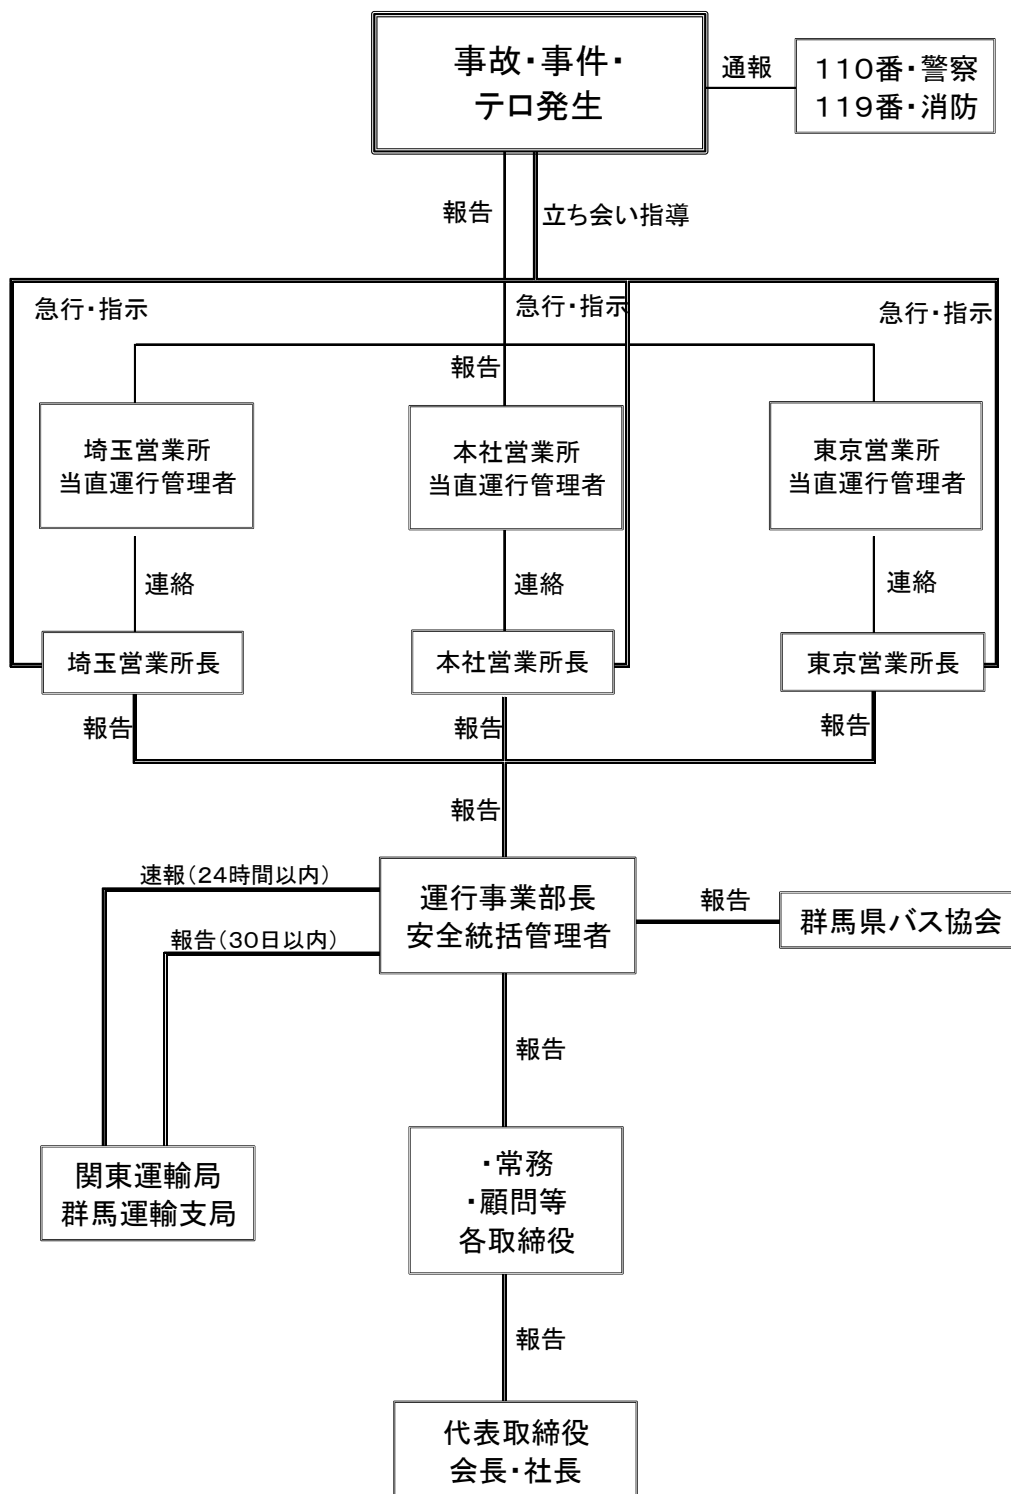 事故・事件・
テロ発生
通報
110番・警察
119番・消防
報告
立ち会い指導
急行・指示
急行・指示
急行・指示
報告
埼玉営業所
当直運行管理者
本社営業所
当直運行管理者
東京営業所
当直運行管理者
連絡
連絡
連絡
埼玉営業所長
本社営業所長
東京営業所長
報告
報告
報告
報告
速報(24時間以内)
報告(30日以内)
運行事業部長
安全統括管理者
報告
群馬県バス協会
報告
関東運輸局
群馬運輸支局
・常務
・顧問等
各取締役
報告
代表取締役
会長・社長